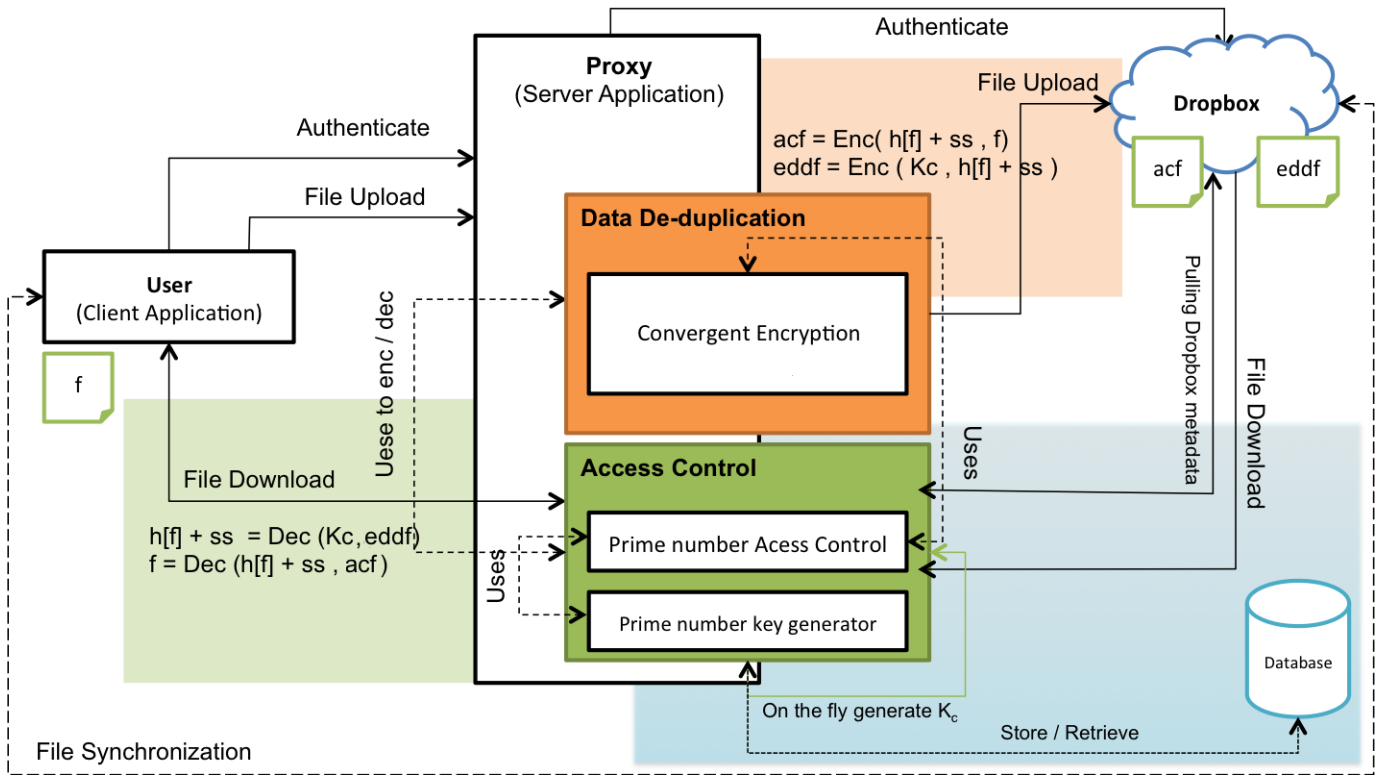 Authenticate
Proxy
(Server Application)
File Upload
Dropbox
Authenticate
acf = Enc( h[f] + ss , f)
eddf = Enc ( Kc , h[f] + ss )
acf
eddf
File Upload
Data De-duplication
User
(Client Application)
Convergent Encryption
Pulling Dropbox metadata
Uese to enc / dec
File Download
f
Uses
Access Control
File Download
h[f] + ss = Dec (Kc, eddf)
f = Dec (h[f] + ss , acf )
Prime number Acess Control
Uses
Prime number key generator
Database
On the fly generate Kc
Store / Retrieve
File Synchronization